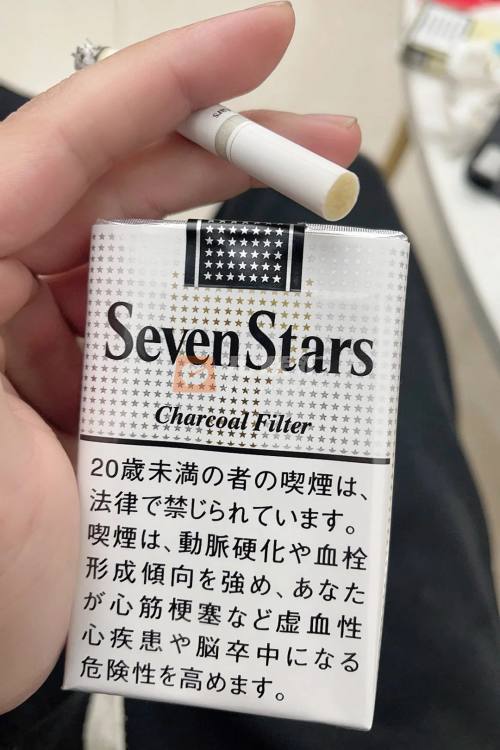 Seven Stars
Charcoal Filter
20歳未満の者の喫煙は、
法律で禁じられています。
喫煙は、動脈硬化や血栓
形成傾向を強め、あなた
が心筋梗塞など虚血性
心疾患や脳卒中になる
危険性を高めます。